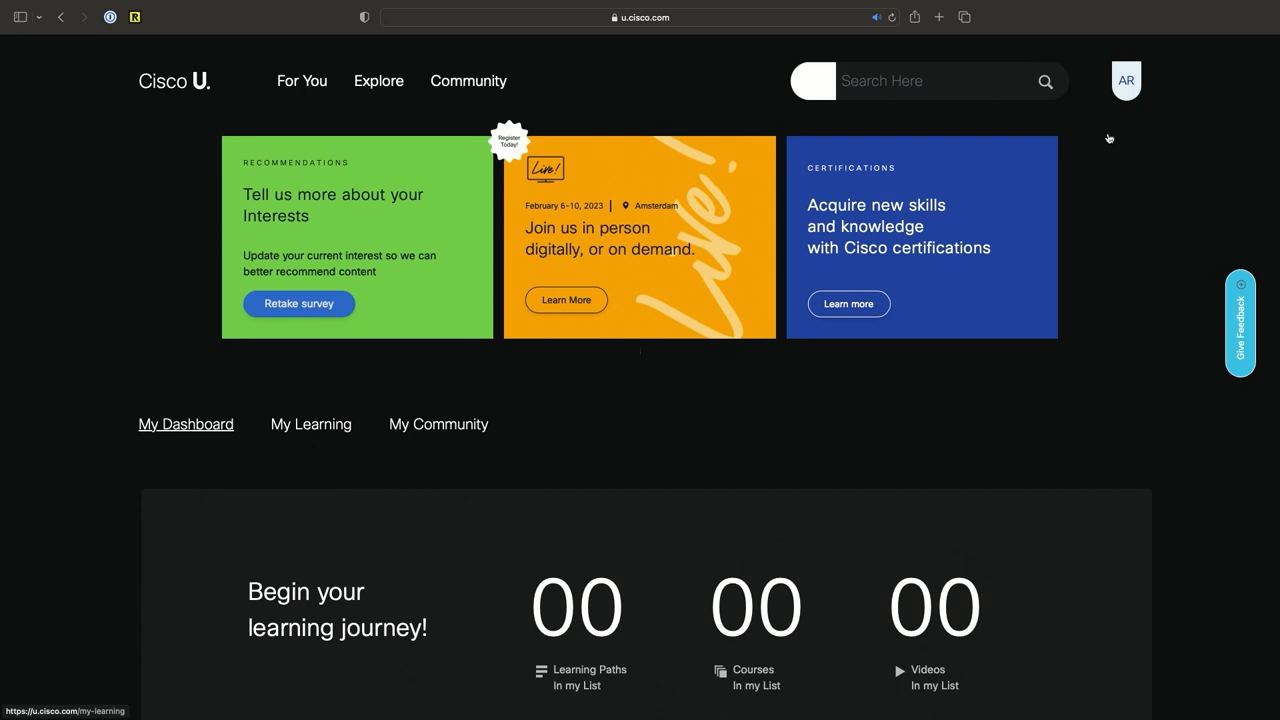 R
u.cisco.com
Cisco U.
For You
Explore
Community
Search Here
AR
RECOMMENDATIONS
Tell us more about your
Interests
Update your current interest so we can
better recommend content
Retake survey
Register
Today!
Live!
February 6-10, 2023 | Amsterdam
Join us in person
digitally, or on demand.
Learn More
Live!
CERTIFICATIONS
Acquire new skills
and knowledge
with Cisco certifications
Learn more
Give Feedback
My Dashboard
My Learning
My Community
Begin your
learning journey!
00
Learning Paths
In my List
00
Courses
In my List
00
Videos
In my List
https://u.cisco.com/my-learning